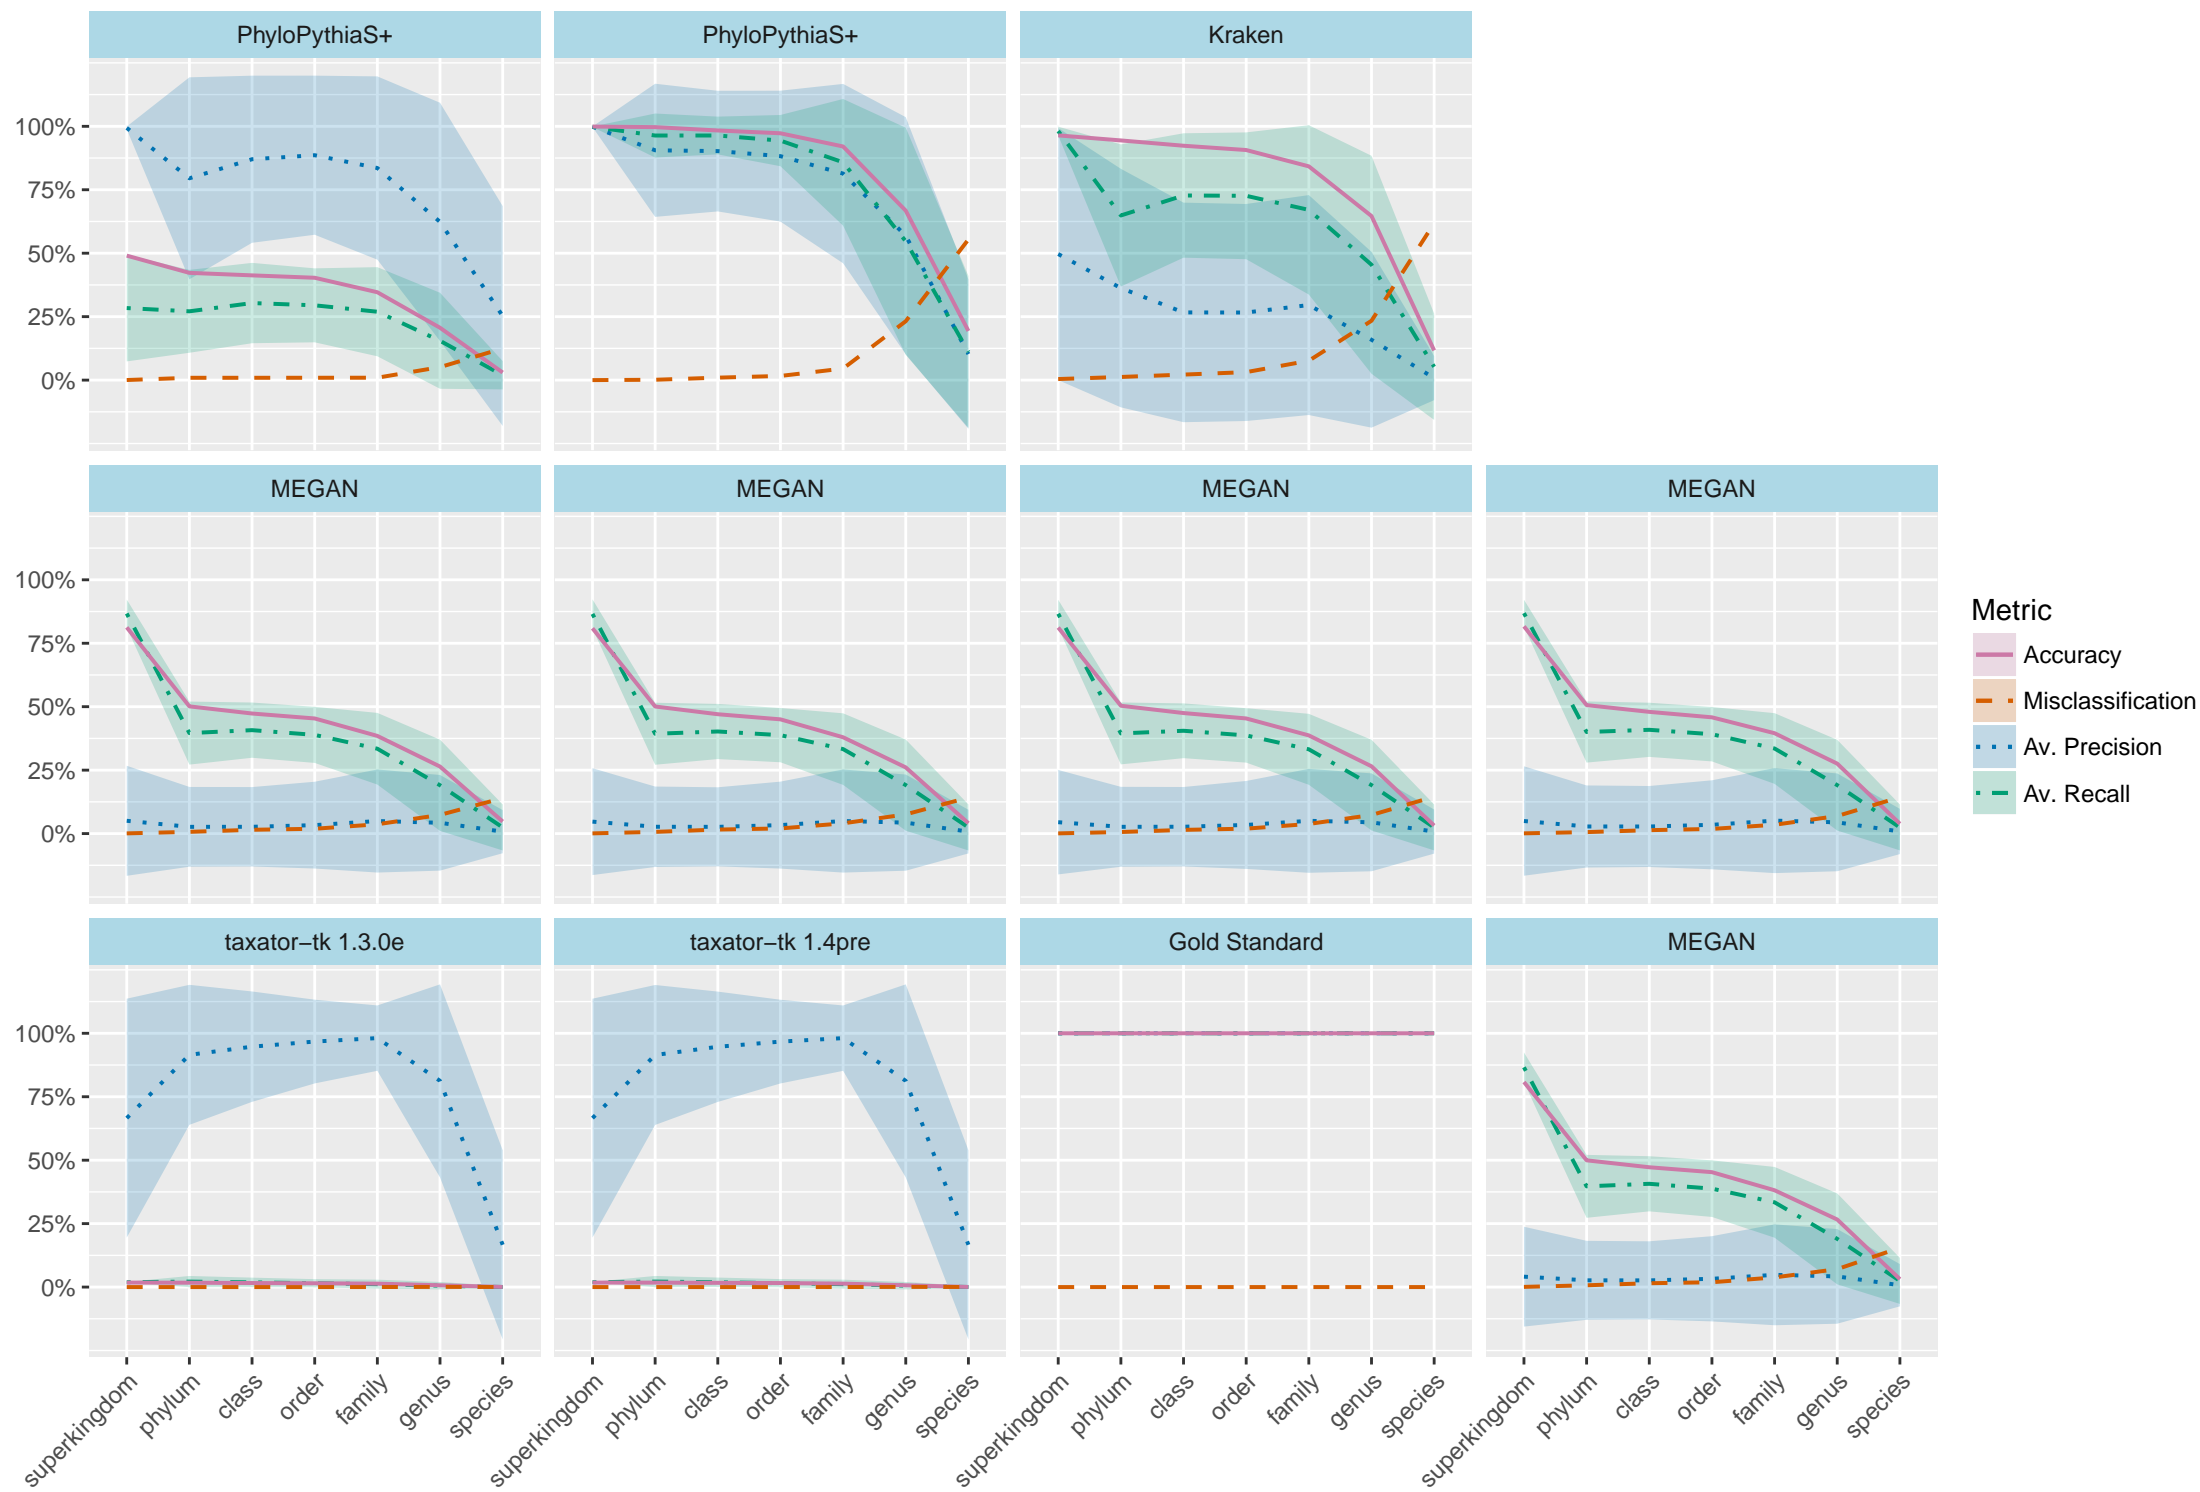 PhyloPythiaS+
PhyloPythiaS+
Kraken
100%
75%
50%
25%
0%
MEGAN
MEGAN
MEGAN
MEGAN
100%
75%
50%
25%
0%
Metric
Accuracy
Misclassification
Av. Precision
Av. Recall
taxator−tk 1.3.0e
taxator−tk 1.4pre
Gold Standard
MEGAN
100%
75%
50%
25%
0%
superkingdom
phylum
class
order
family
genus
species
superkingdom
phylum
class
order
family
genus
species
superkingdom
phylum
class
order
family
genus
species
superkingdom
phylum
class
order
family
genus
species